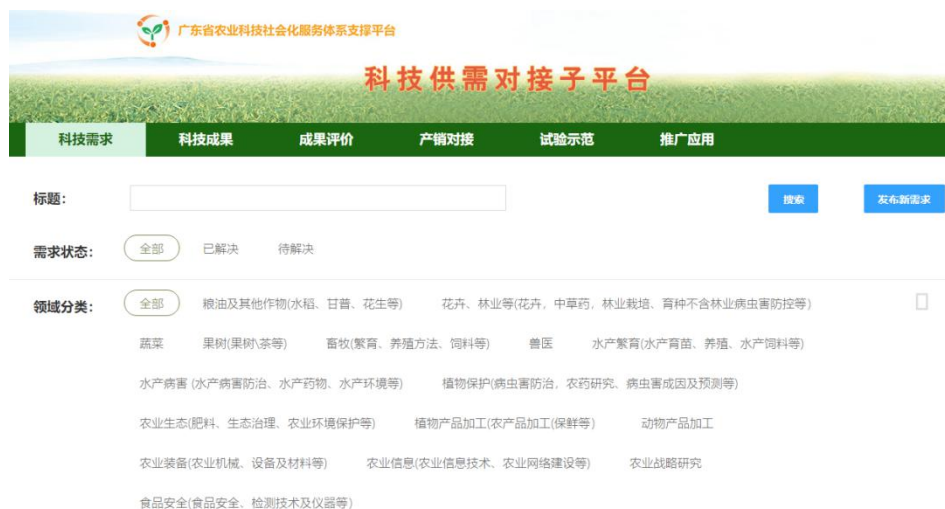 广东省农业科技社会化服务体系支撑平台
科技供需对接子平台
科技需求 科技成果 成果评价 产销对接 试验示范 推广应用
标题： 搜索 发布新需求
需求状态： 全部 已解决 待解决
领域分类： 全部 粮油及其他作物(水稻、甘普、花生等) 花卉、林业等(花卉，中草药，林业栽培、育种不含林业病虫害防控等)
蔬菜 果树(果树\茶等) 畜牧(繁育、养殖方法、饲料等) 兽医 水产繁育(水产育苗、养殖、水产饲料等)
水产病害 (水产病害防治、水产药物、水产环境等) 植物保护(病虫害防治，农药研究、病虫害成因及预测等)
农业生态(肥料、生态治理、农业环境保护等) 植物产品加工(农产品加工(保鲜等) 动物产品加工
农业装备(农业机械、设备及材料等) 农业信息(农业信息技术、农业网络建设等) 农业战略研究
食品安全(食品安全、检测技术及仪器等)